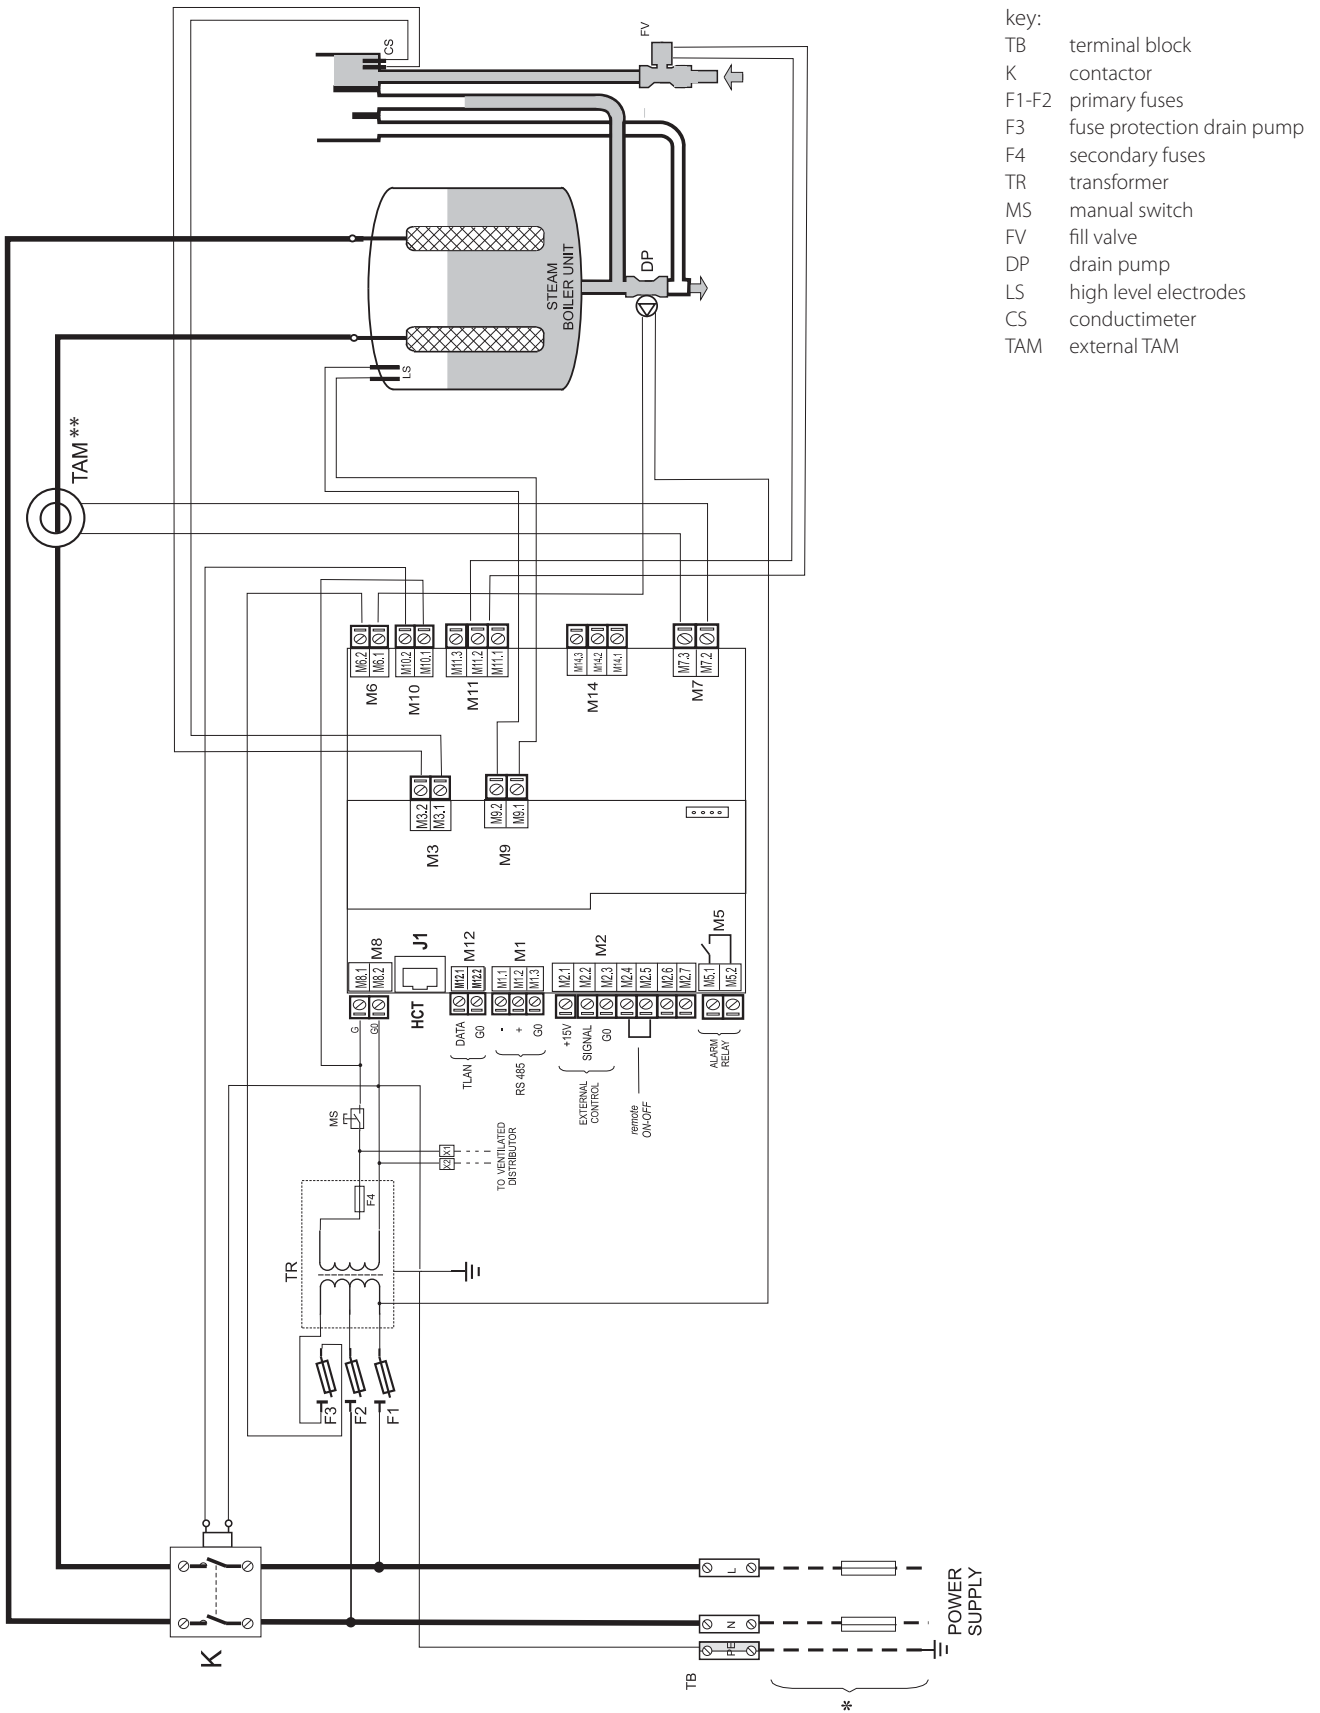 key:
TB terminal block
K contactor
F1-F2 primary fuses
F3 fuse protection drain pump
F4 secondary fuses
TR transformer
MS manual switch
FV fill valve
DP drain pump
LS high level electrodes
CS conductimeter
TAM external TAM
CS
FV
STEAM
BOILER UNIT
DP
LS
TAM **
M6.2
M6.1
M10.2
M10.1
M11.3
M11.2
M11.1
M14.3
M14.2
M14.1
M7.3
M7.2
M6
M10
M11
M14
M7
M3.2
M3.1
M9.2
M9.1
M3
M9
M8
J1
M12
M1
M2
M5
M8.1
M8.2
M12.1
M12.2
M1.1
M1.2
M1.3
M2.1
M2.2
M2.3
M2.4
M2.5
M2.6
M2.7
M5.1
M5.2
HCT
G
G0
DATA
G0
TLAN
-
+
G0
RS 485
+15V
SIGNAL
G0
EXTERNAL
CONTROL
remote
ON-OFF
ALARM
RELAY
MS
X1
X2
TO VENTILATED
DISTRIBUTOR
F4
TR
F3
F2
F1
K
L
N
PE
TB
POWER
SUPPLY
*